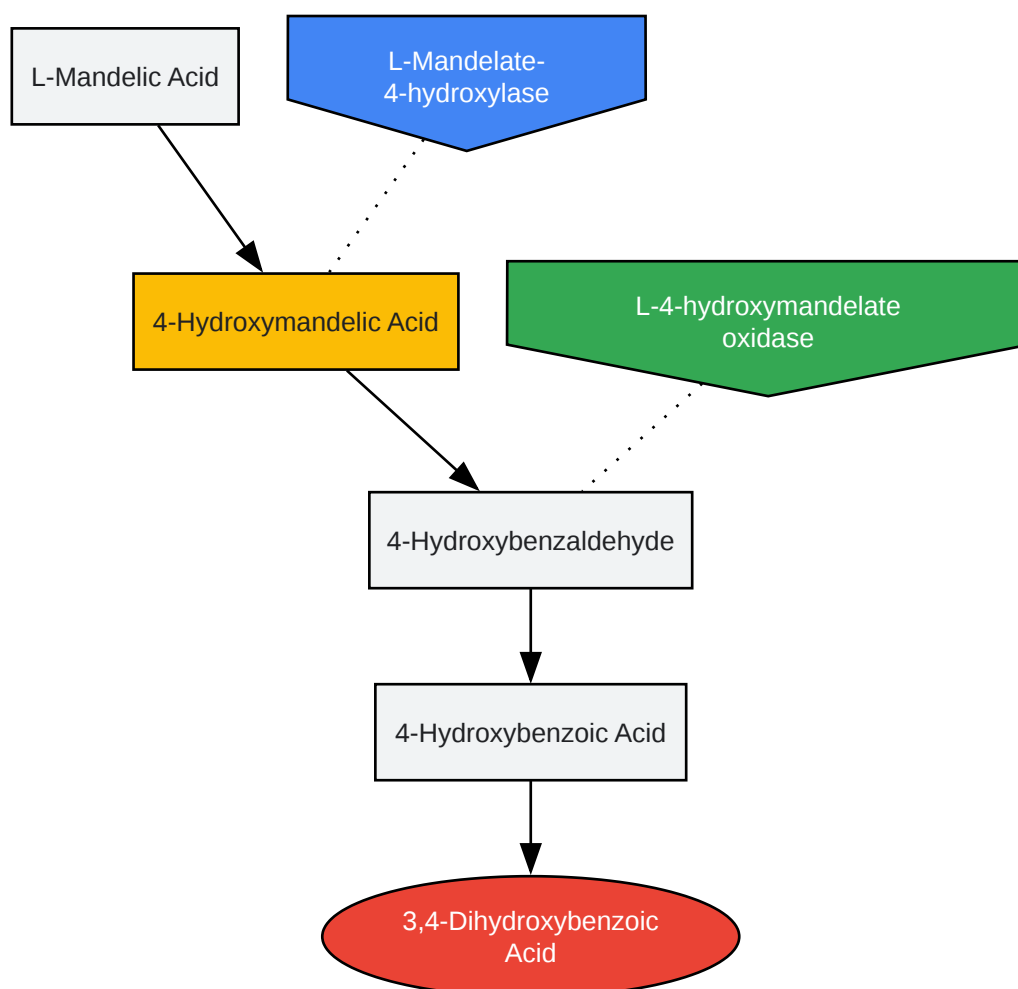 L-Mandelic Acid
L-Mandelate-
4-hydroxylase
4-Hydroxymandelic Acid
L-4-hydroxymandelate
oxidase
4-Hydroxybenzaldehyde
4-Hydroxybenzoic Acid
3,4-Dihydroxybenzoic
Acid